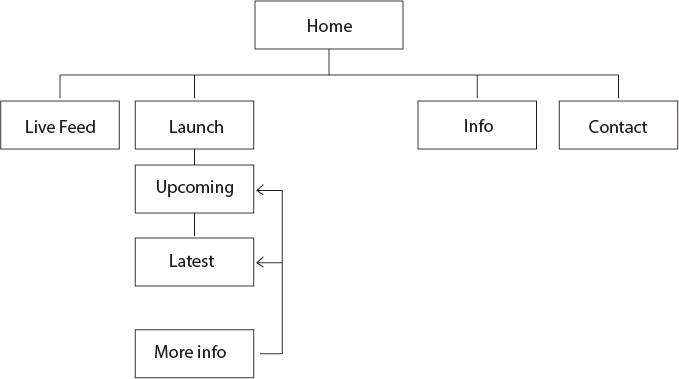 Home
Live Feed
Launch
Info
Contact
Upcoming
Latest
More info